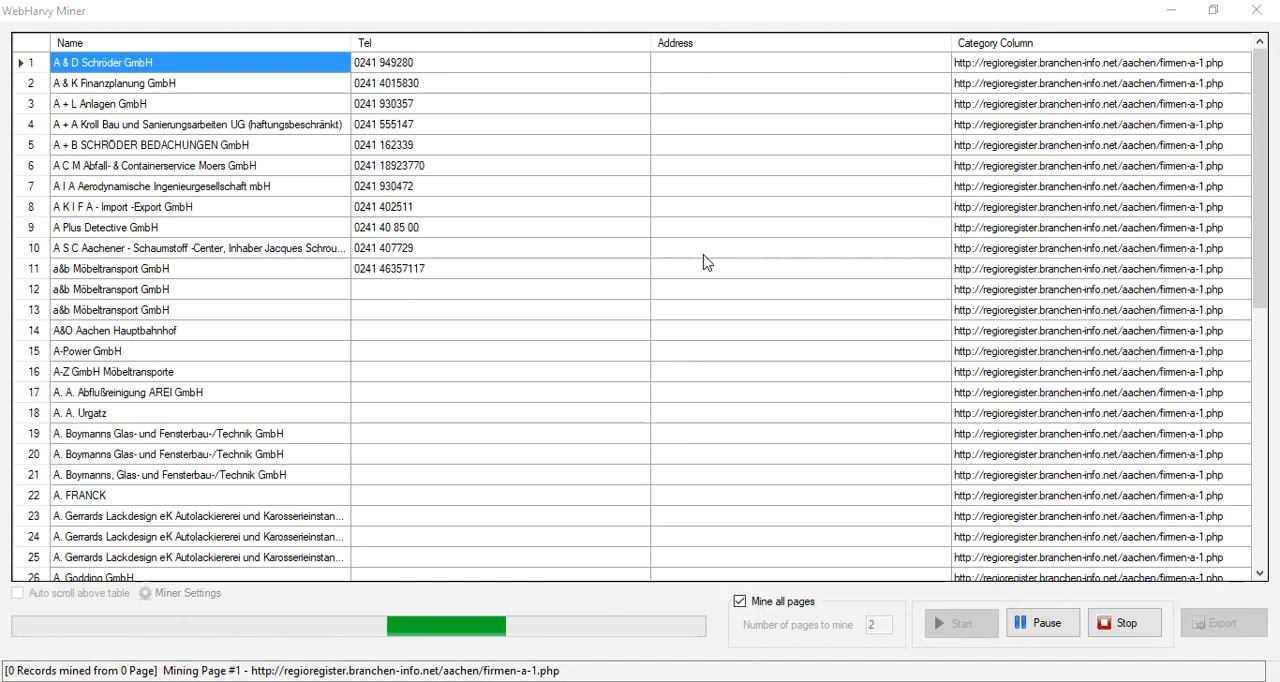 WebHarvy Miner
Name Tel Address Category Column
1 A & D Schröder GmbH 0241 949280 http://regioregister.branchen-info.net/aachen/firmen-a-1.php
2 A & K Finanzplanung GmbH 0241 4015830 http://regioregister.branchen-info.net/aachen/firmen-a-1.php
3 A + L Anlagen GmbH 0241 930357 http://regioregister.branchen-info.net/aachen/firmen-a-1.php
4 A + A Kroll Bau und Sanierungsarbeiten UG (haftungsbeschränkt) 0241 555147 http://regioregister.branchen-info.net/aachen/firmen-a-1.php
5 A + B SCHRÖDER BEDACHUNGEN GmbH 0241 162339 http://regioregister.branchen-info.net/aachen/firmen-a-1.php
6 A C M Abfall- & Containerservice Moers GmbH 0241 18923770 http://regioregister.branchen-info.net/aachen/firmen-a-1.php
7 A I A Aerodynamische Ingenieurgesellschaft mbH 0241 930472 http://regioregister.branchen-info.net/aachen/firmen-a-1.php
8 A K I F A - Import -Export GmbH 0241 402511 http://regioregister.branchen-info.net/aachen/firmen-a-1.php
9 A Plus Detective GmbH 0241 40 85 00 http://regioregister.branchen-info.net/aachen/firmen-a-1.php
10 A S C Aachener - Schaumstoff -Center, Inhaber Jacques Schrou... 0241 407729 http://regioregister.branchen-info.net/aachen/firmen-a-1.php
11 a&b Möbeltransport GmbH 0241 46357117 http://regioregister.branchen-info.net/aachen/firmen-a-1.php
12 a&b Möbeltransport GmbH http://regioregister.branchen-info.net/aachen/firmen-a-1.php
13 a&b Möbeltransport GmbH http://regioregister.branchen-info.net/aachen/firmen-a-1.php
14 A&O Aachen Hauptbahnhof http://regioregister.branchen-info.net/aachen/firmen-a-1.php
15 A-Power GmbH http://regioregister.branchen-info.net/aachen/firmen-a-1.php
16 A-Z GmbH Möbeltransporte http://regioregister.branchen-info.net/aachen/firmen-a-1.php
17 A. A. Abflußreinigung AREI GmbH http://regioregister.branchen-info.net/aachen/firmen-a-1.php
18 A. A. Urgatz http://regioregister.branchen-info.net/aachen/firmen-a-1.php
19 A. Boymanns Glas- und Fensterbau-/Technik GmbH http://regioregister.branchen-info.net/aachen/firmen-a-1.php
20 A. Boymanns Glas- und Fensterbau-/Technik GmbH http://regioregister.branchen-info.net/aachen/firmen-a-1.php
21 A. Boymanns, Glas- und Fensterbau-/Technik GmbH http://regioregister.branchen-info.net/aachen/firmen-a-1.php
22 A. FRANCK http://regioregister.branchen-info.net/aachen/firmen-a-1.php
23 A. Gerrards Lackdesign eK Autolackiererei und Karosserieinstan... http://regioregister.branchen-info.net/aachen/firmen-a-1.php
24 A. Gerrards Lackdesign eK Autolackiererei und Karosserieinstan... http://regioregister.branchen-info.net/aachen/firmen-a-1.php
25 A. Gerrards Lackdesign eK Autolackiererei und Karosserieinstan... http://regioregister.branchen-info.net/aachen/firmen-a-1.php
26 A. Godding GmbH http://regioregister.branchen-info.net/aachen/firmen-a-1.php
Auto scroll above table Miner Settings
Mine all pages
Number of pages to mine 2
Start Pause Stop Export
[0 Records mined from 0 Page] Mining Page #1 - http://regioregister.branchen-info.net/aachen/firmen-a-1.php